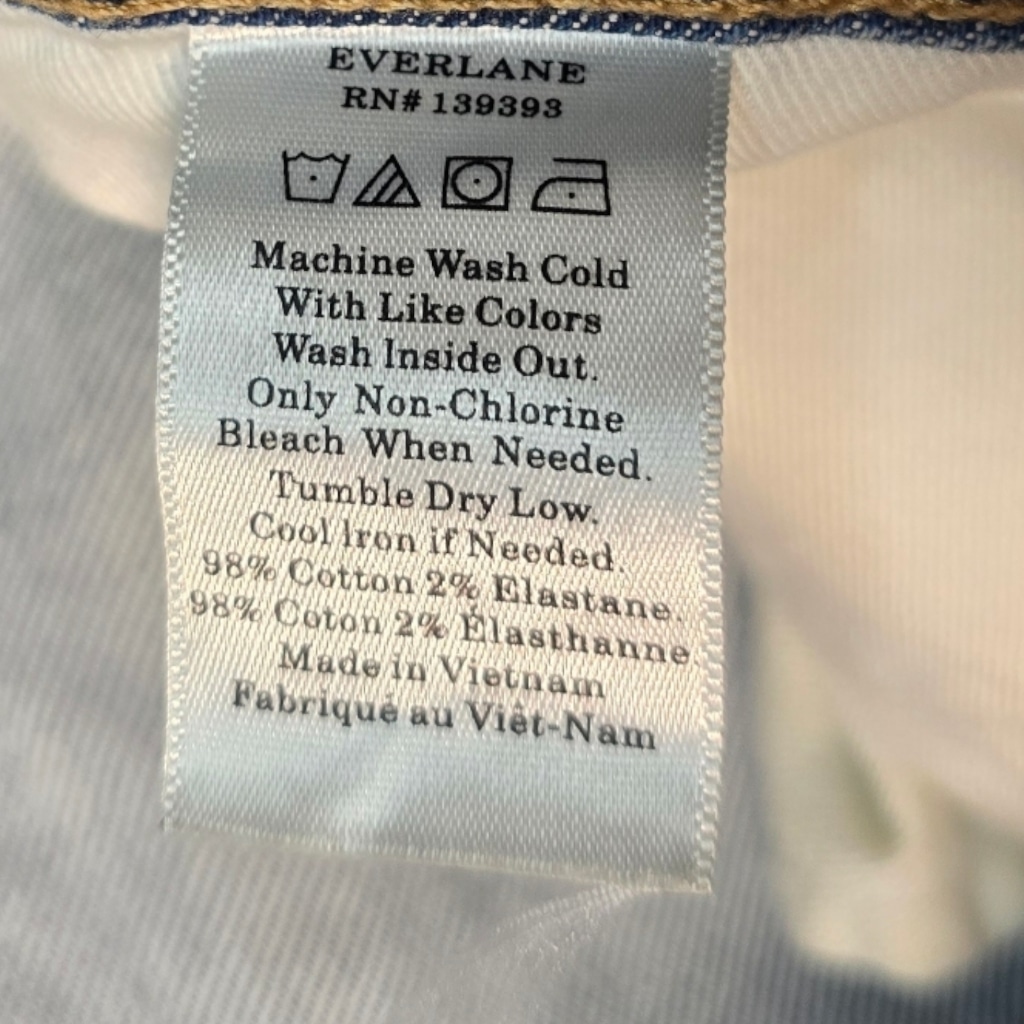 EVERLANE
RN# 139393
Machine Wash Cold
With Like Colors
Wash Inside Out.
Only Non-Chlorine
Bleach When Needed.
Tumble Dry Low.
Cool Iron if Needed.
98% Cotton 2% Elastane.
98% Coton 2% Élasthanne.
Made in Vietnam
Fabriqué au Viêt-Nam